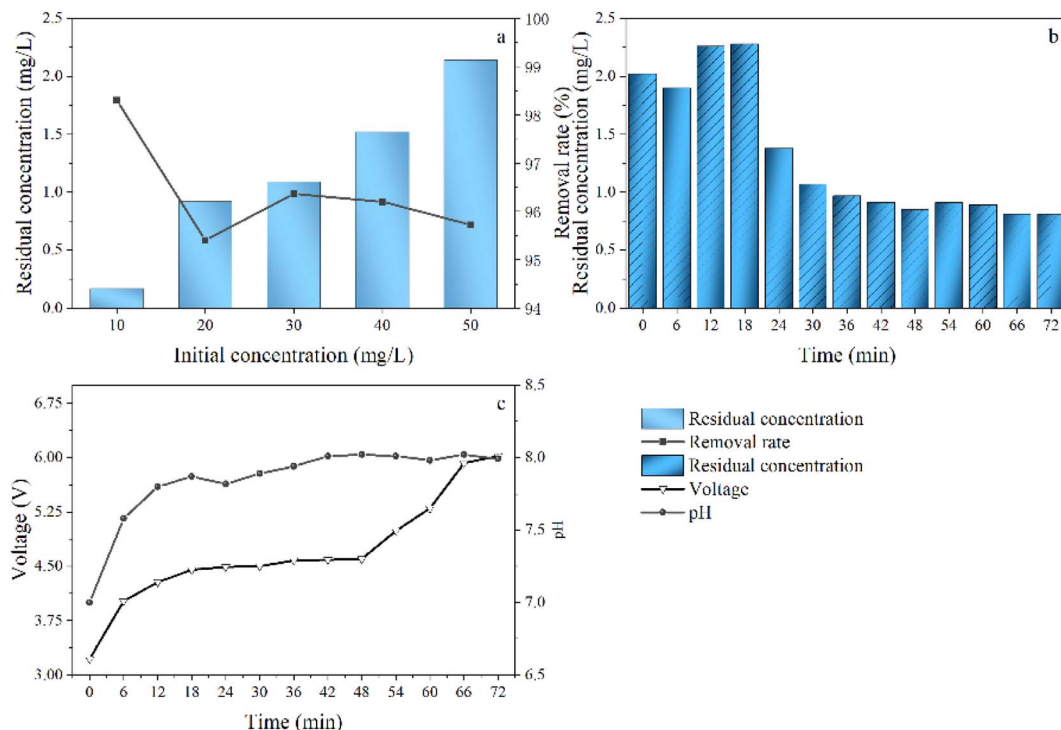 a
Residual concentration (mg/L)
2.5
2.0
1.5
1.0
0.5
0.0
100
99
98
97
96
95
94
Removal rate (%)
10 20 30 40 50
Initial concentration (mg/L)
b
Residual concentration (mg/L)
2.5
2.0
1.5
1.0
0.5
0.0
0 6 12 18 24 30 36 42 48 54 60 66 72
Time (min)
c
Voltage (V)
6.75
6.00
5.25
4.50
3.75
3.00
8.5
8.0
7.5
7.0
6.5
pH
0 6 12 18 24 30 36 42 48 54 60 66 72
Time (min)
Residual concentration
Removal rate
Residual concentration
Voltage
pH